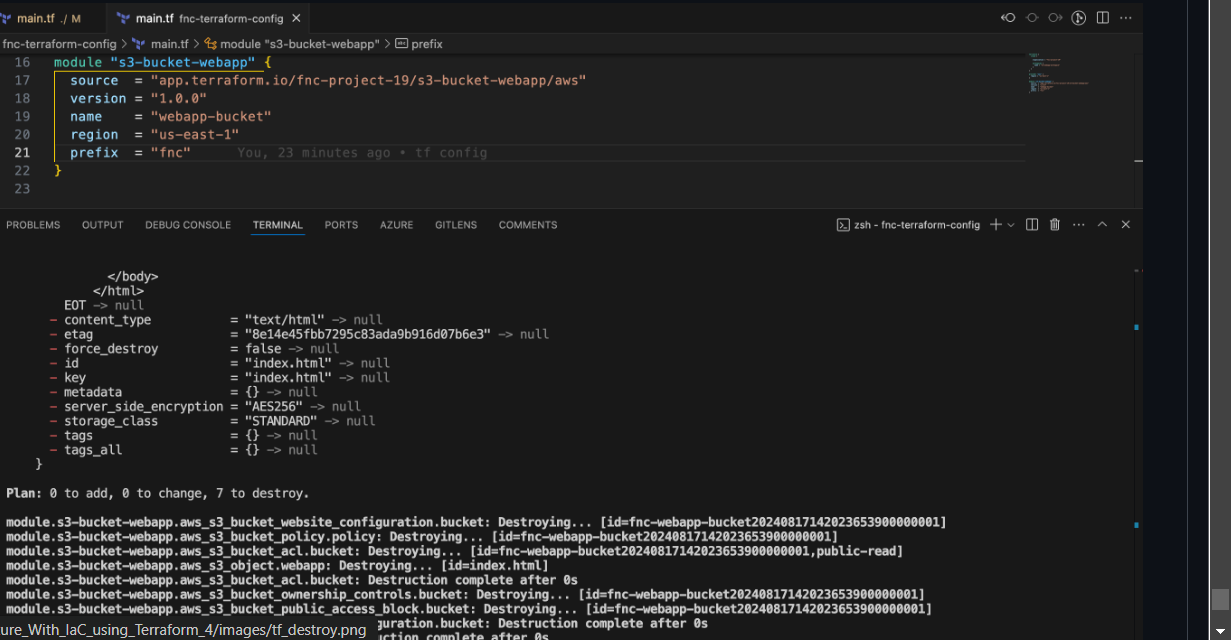 main.tf ./ M main.tf fnc-terraform-config
fnc-terraform-config > main.tf > module "s3-bucket-webapp" > prefix
16 module "s3-bucket-webapp" {
17 source = "app.terraform.io/fnc-project-19/s3-bucket-webapp/aws"
18 version = "1.0.0"
19 name = "webapp-bucket"
20 region = "us-east-1"
21 prefix = "fnc" You, 23 minutes ago • tf config
22 }
23
PROBLEMS OUTPUT DEBUG CONSOLE TERMINAL PORTS AZURE GITLENS COMMENTS zsh - fnc-terraform-config
</body>
</html>
EOT -> null
- content_type = "text/html" -> null
- etag = "8e14e45fbb7295c83ada9b916d07b6e3" -> null
- force_destroy = false -> null
- id = "index.html" -> null
- key = "index.html" -> null
- metadata = {} -> null
- server_side_encryption = "AES256" -> null
- storage_class = "STANDARD" -> null
- tags = {} -> null
- tags_all = {} -> null
}
Plan: 0 to add, 0 to change, 7 to destroy.
module.s3-bucket-webapp.aws_s3_bucket_website_configuration.bucket: Destroying... [id=fnc-webapp-bucket20240817142023653900000001]
module.s3-bucket-webapp.aws_s3_bucket_policy.policy: Destroying... [id=fnc-webapp-bucket20240817142023653900000001]
module.s3-bucket-webapp.aws_s3_bucket_acl.bucket: Destroying... [id=fnc-webapp-bucket20240817142023653900000001,public-read]
module.s3-bucket-webapp.aws_s3_object.webapp: Destroying... [id=index.html]
module.s3-bucket-webapp.aws_s3_bucket_acl.bucket: Destruction complete after 0s
module.s3-bucket-webapp.aws_s3_bucket_ownership_controls.bucket: Destroying... [id=fnc-webapp-bucket20240817142023653900000001]
module.s3-bucket-webapp.aws_s3_bucket_public_access_block.bucket: Destroying... [id=fnc-webapp-bucket20240817142023653900000001]
guration.bucket: Destruction complete after 0s
ure_With_IaC_using_Terraform_4/images/tf_destroy.png
ruction complete after 0s